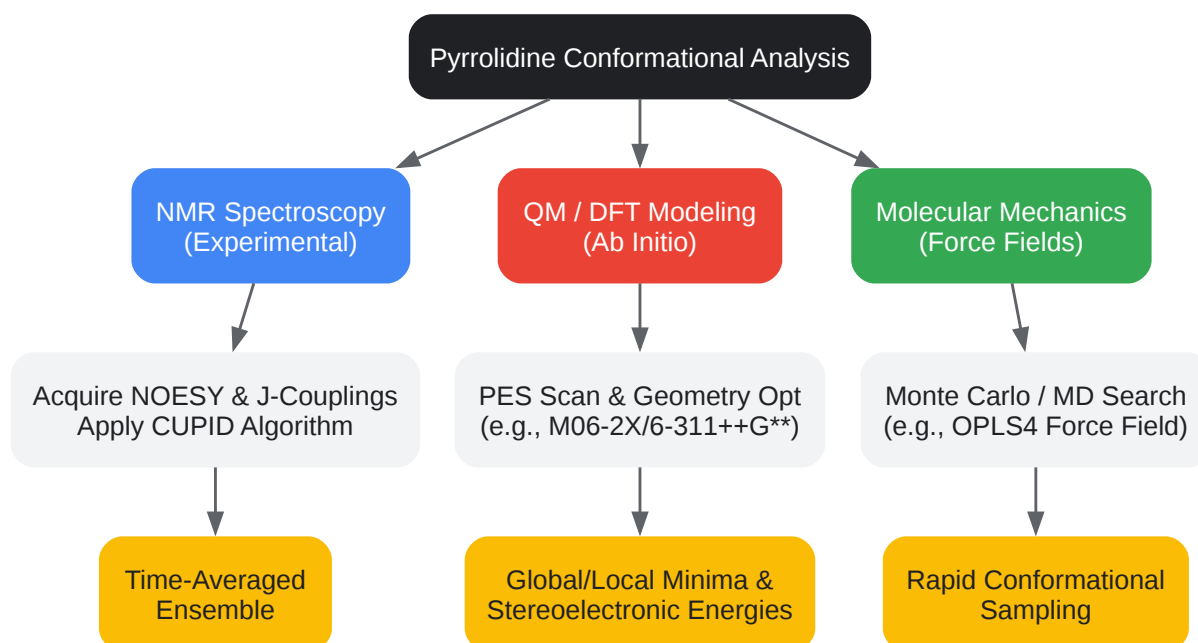 Pyrrolidine Conformational Analysis
NMR Spectroscopy
(Experimental)
QM / DFT Modeling
(Ab Initio)
Molecular Mechanics
(Force Fields)
Acquire NOESY & J-Couplings
Apply CUPID Algorithm
PES Scan & Geometry Opt
(e.g., M06-2X/6-311++G**)
Monte Carlo / MD Search
(e.g., OPLS4 Force Field)
Time-Averaged
Ensemble
Global/Local Minima &
Stereoelectronic Energies
Rapid Conformational
Sampling